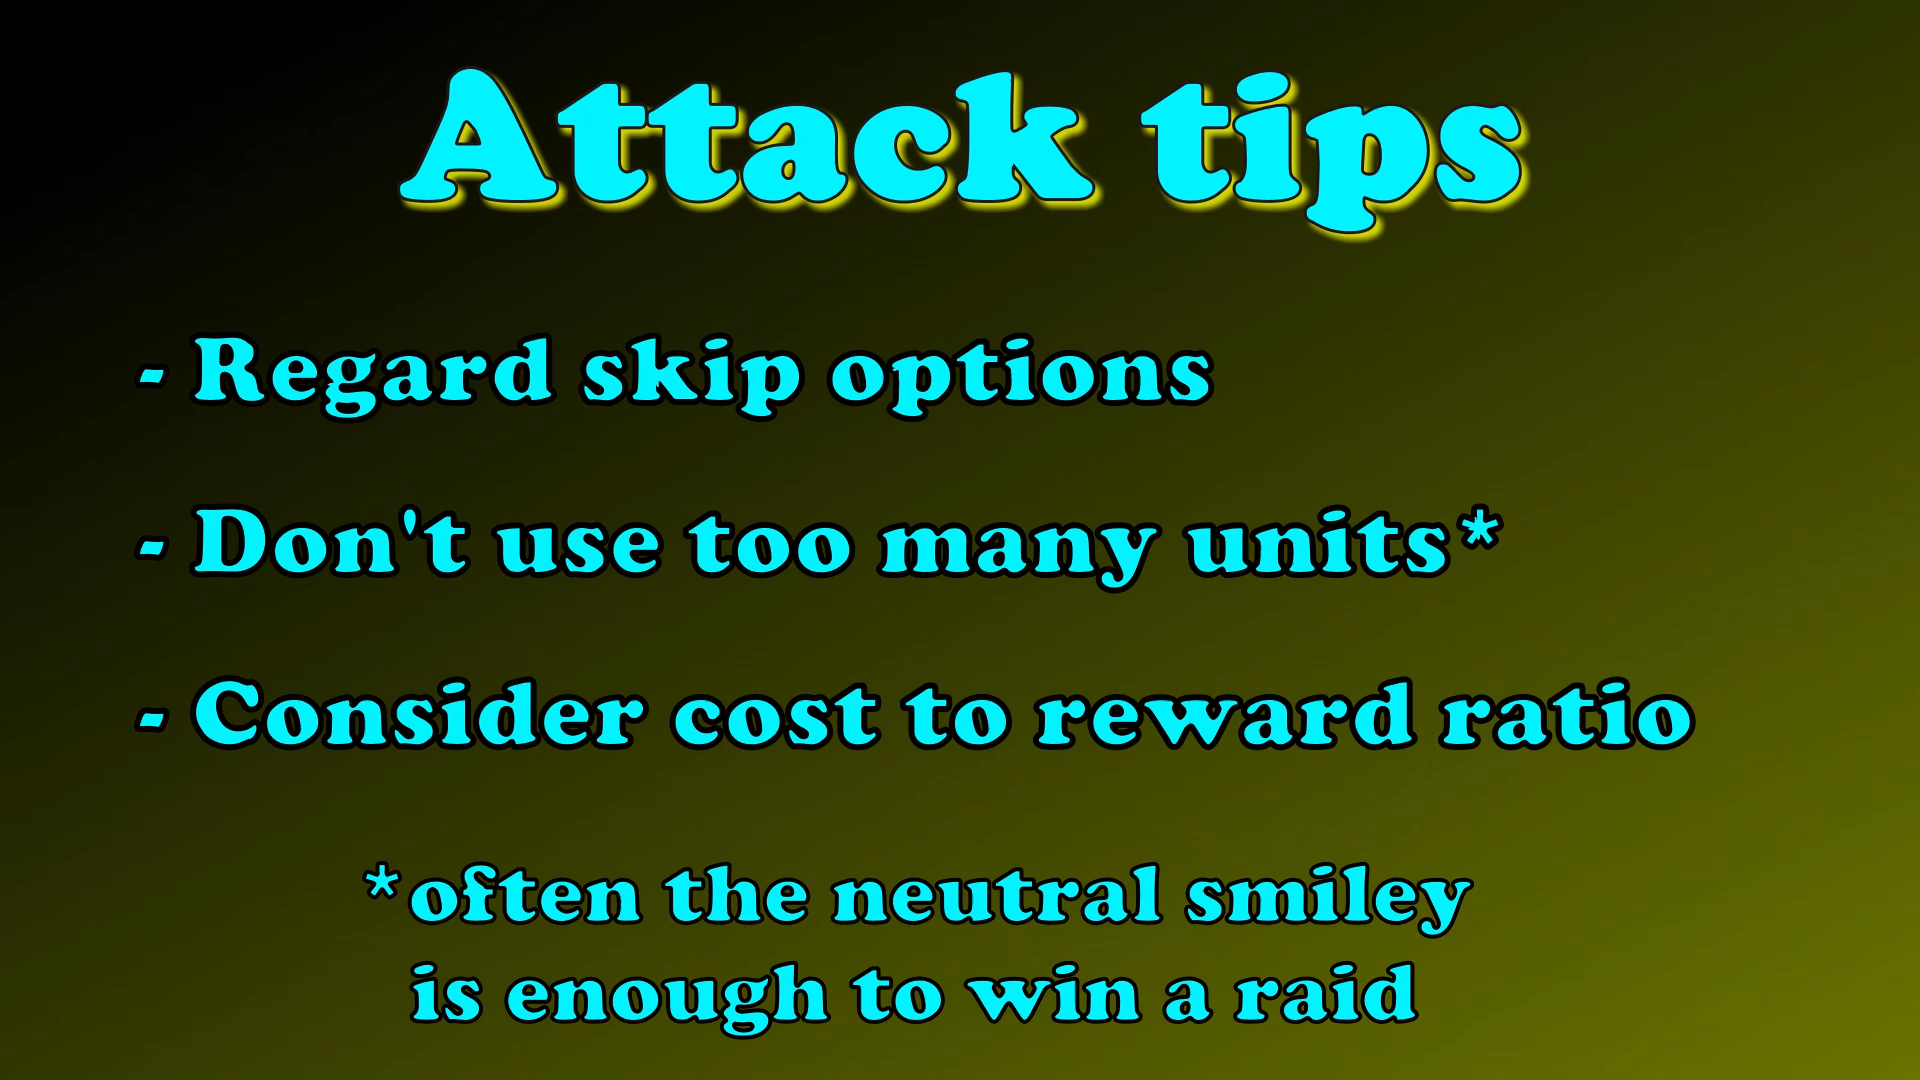 Attack tips
- Regard skip options
- Don't use too many units*
- Consider cost to reward ratio
*often the neutral smiley
is enough to win a raid